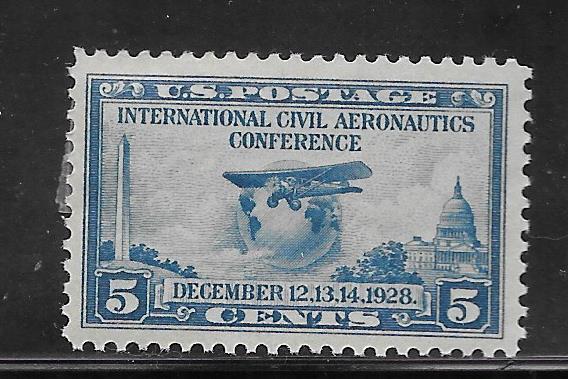 U.S. POSTAGE
INTERNATIONAL CIVIL AERONAUTICS
CONFERENCE
5 DECEMBER 12.13.14.1928. 5
CENTS